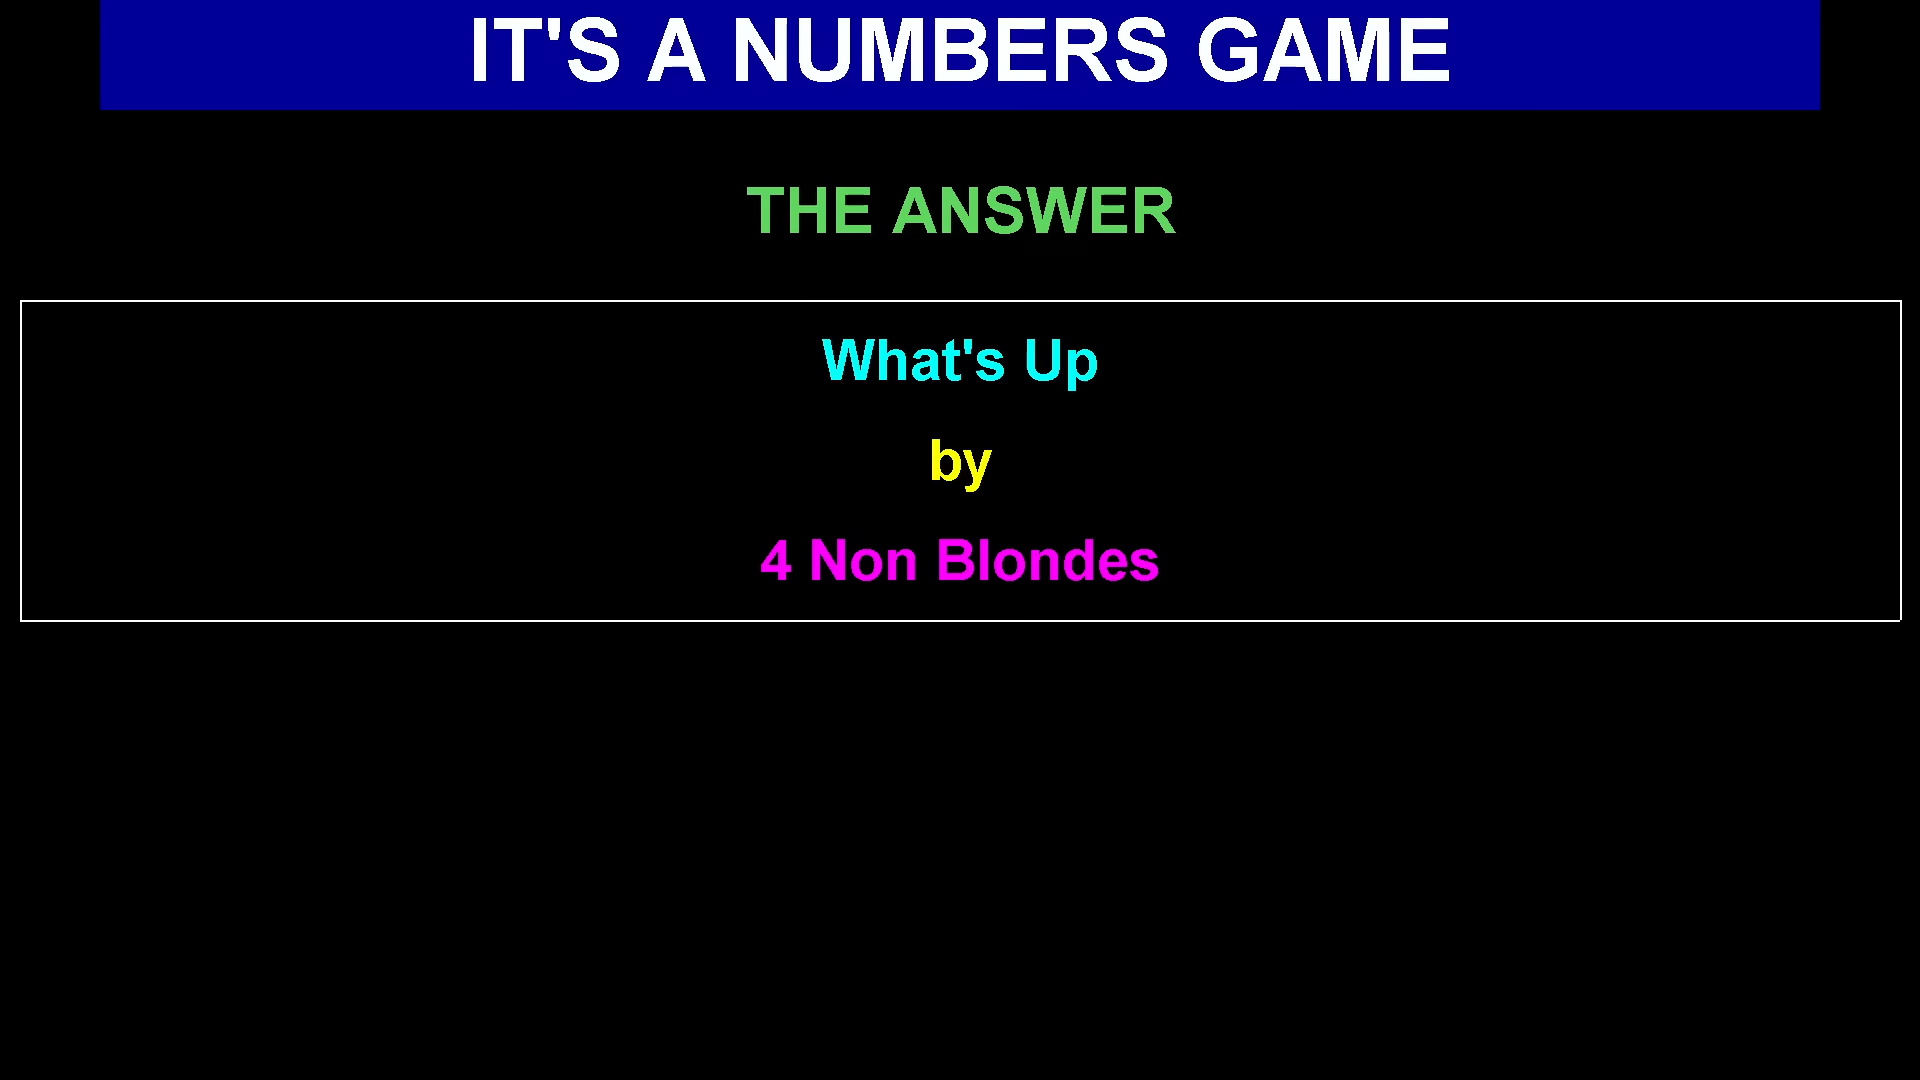 IT'S A NUMBERS GAME
THE ANSWER
What's Up
by
4 Non Blondes